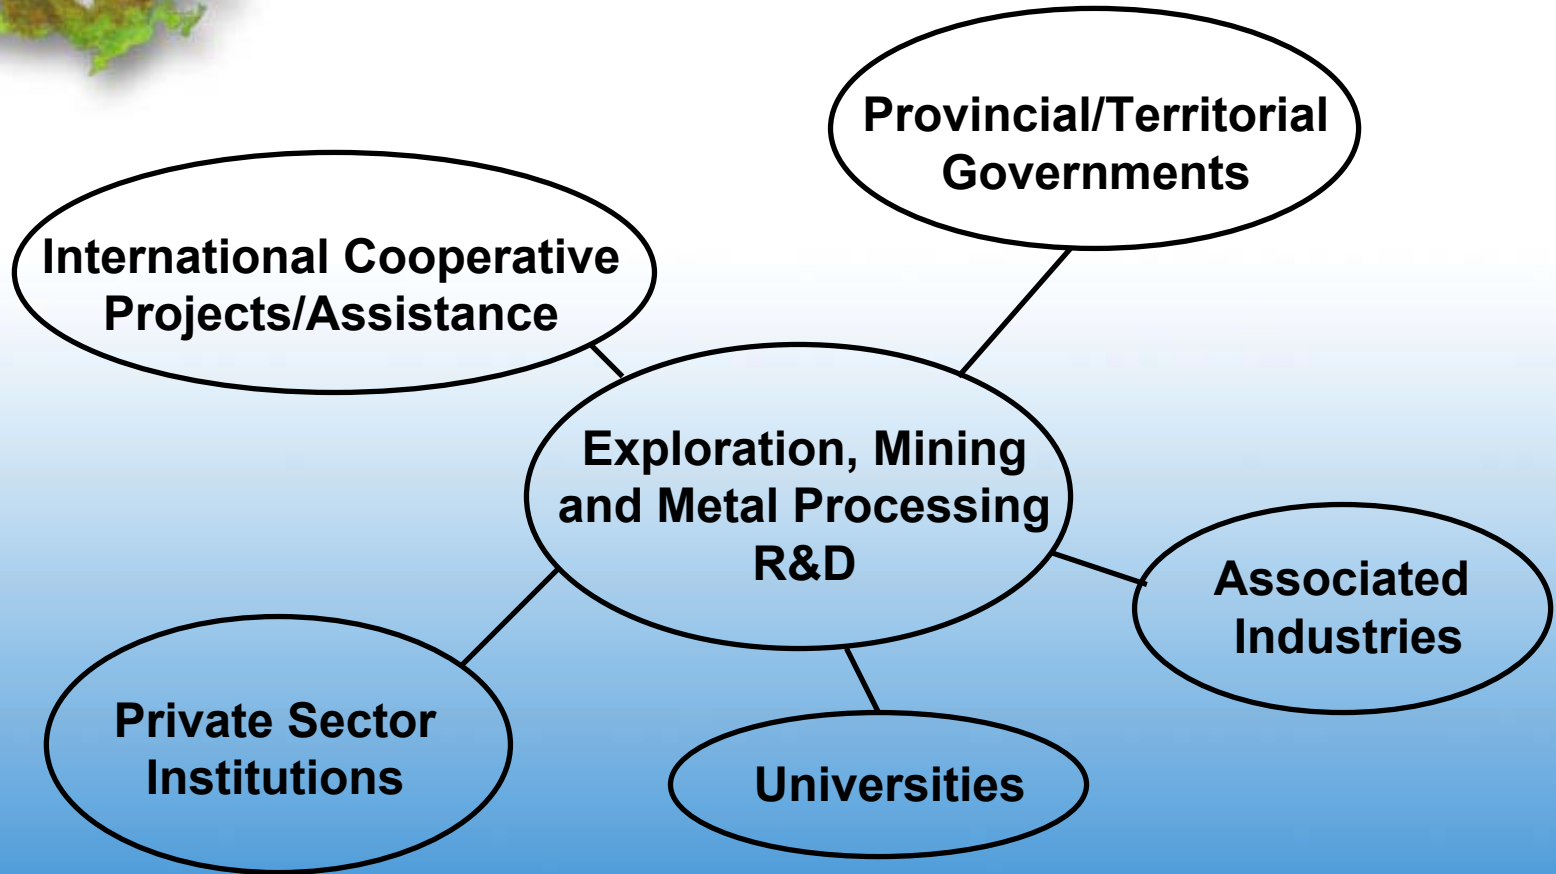 Provincial/Territorial
Governments
International Cooperative
Projects/Assistance
Exploration, Mining
and Metal Processing
R&D
Associated
Industries
Private Sector
Institutions
Universities